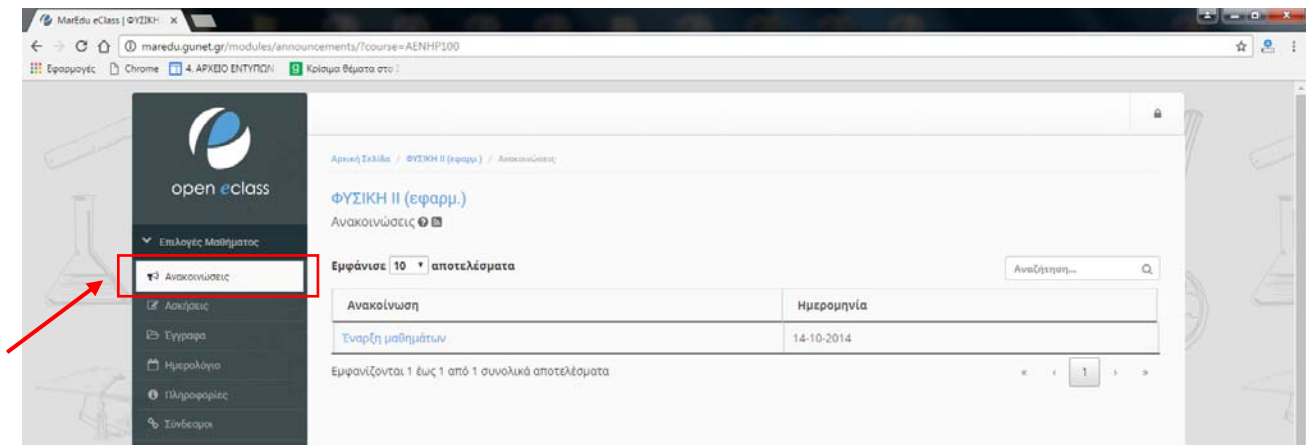 MarEdu eClass | ΦΥΣΙΚΗ
maredu.gunet.gr/modules/announcements/?course=AENHP100
Εφαρμογές
Chrome
4. ΑΡΧΕΙΟ ΕΝΤΥΠΩΝ
Κρίσιμα θέματα στο
open eclass
Αρχική Σελίδα / ΦΥΣΙΚΗ ΙΙ (εφαρμ.) / Ανακοινώσεις
ΦΥΣΙΚΗ ΙΙ (εφαρμ.)
Ανακοινώσεις
Επιλογές Μαθήματος
Ανακοινώσεις
Ασκήσεις
Έγγραφα
Ημερολόγιο
Πληροφορίες
Σύνδεσμοι
Εμφάνισε 10 αποτελέσματα
Αναζήτηση...
Ανακοίνωση Ημερομηνία
Έναρξη μαθημάτων 14-10-2014
Εμφανίζονται 1 έως 1 από 1 συνολικά αποτελέσματα
« ‹ 1 › »